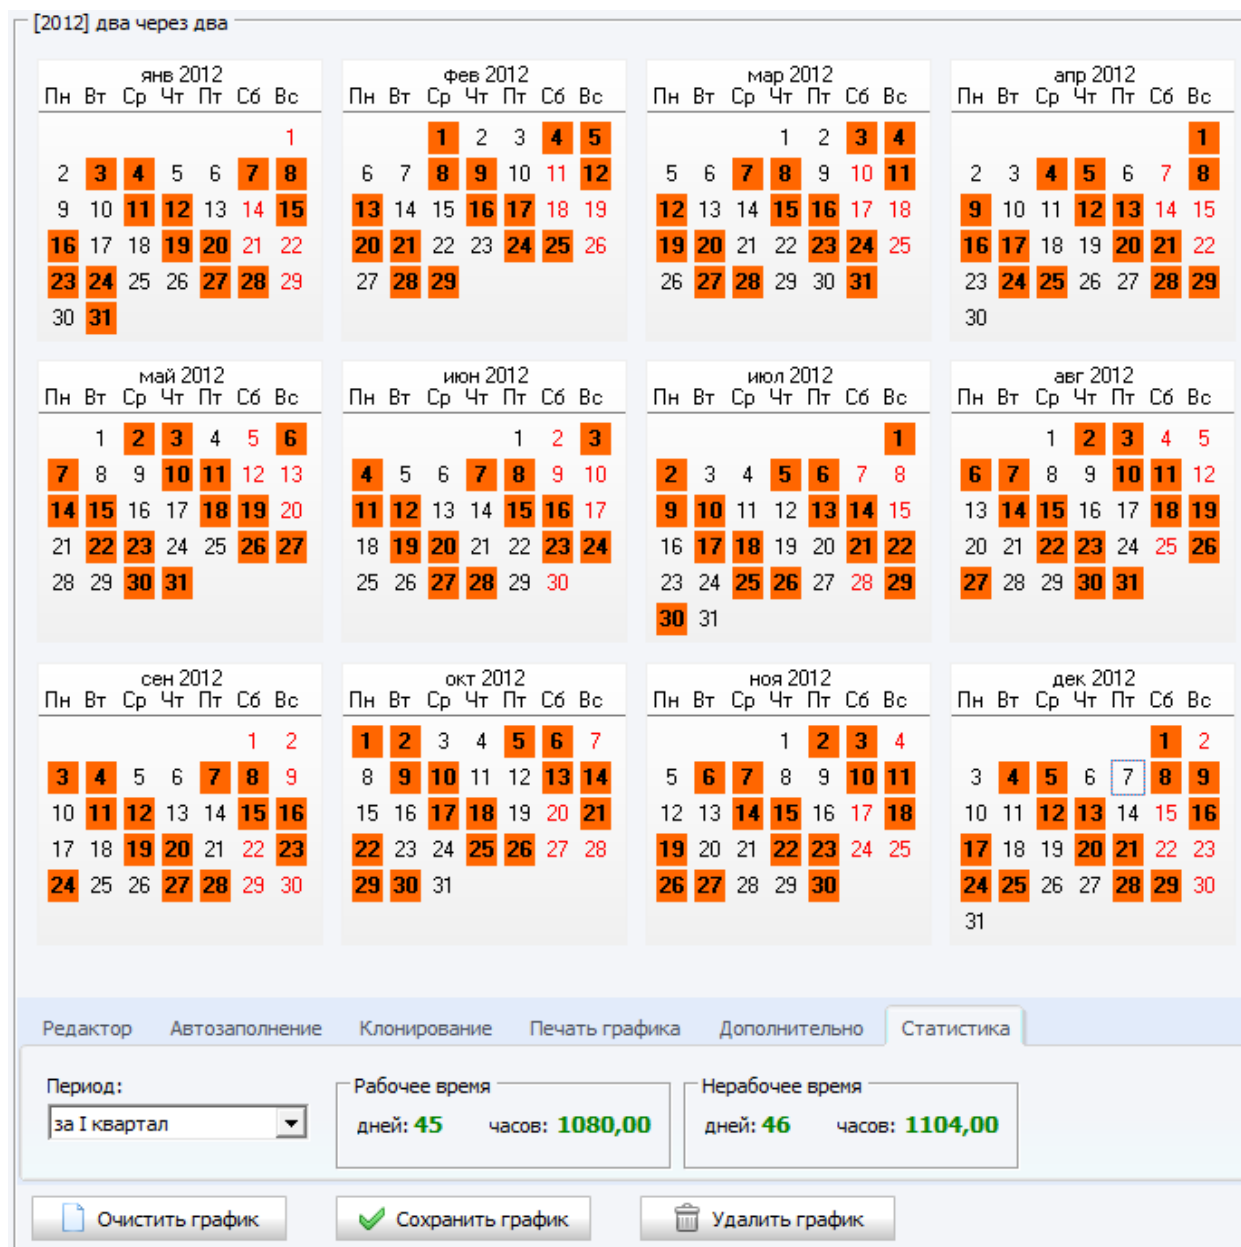 [2012] два через два
янв 2012 фев 2012 мар 2012 апр 2012
Пн Вт Ср Чт Пт Сб Вс Пн Вт Ср Чт Пт Сб Вс Пн Вт Ср Чт Пт Сб Вс Пн Вт Ср Чт Пт Сб Вс
1 1 2 3 4 5 1 2 3 4 1
2 3 4 5 6 7 8 6 7 8 9 10 11 12 5 6 7 8 9 10 11 2 3 4 5 6 7 8
9 10 11 12 13 14 15 13 14 15 16 17 18 19 12 13 14 15 16 17 18 9 10 11 12 13 14 15
16 17 18 19 20 21 22 20 21 22 23 24 25 26 19 20 21 22 23 24 25 16 17 18 19 20 21 22
23 24 25 26 27 28 29 27 28 29 26 27 28 29 30 31 23 24 25 26 27 28 29
30 31 30
май 2012 июн 2012 июл 2012 авг 2012
Пн Вт Ср Чт Пт Сб Вс Пн Вт Ср Чт Пт Сб Вс Пн Вт Ср Чт Пт Сб Вс Пн Вт Ср Чт Пт Сб Вс
1 2 3 4 5 6 1 2 3 1 1 2 3 4 5
7 8 9 10 11 12 13 4 5 6 7 8 9 10 2 3 4 5 6 7 8 6 7 8 9 10 11 12
14 15 16 17 18 19 20 11 12 13 14 15 16 17 9 10 11 12 13 14 15 13 14 15 16 17 18 19
21 22 23 24 25 26 27 18 19 20 21 22 23 24 16 17 18 19 20 21 22 20 21 22 23 24 25 26
28 29 30 31 25 26 27 28 29 30 23 24 25 26 27 28 29 27 28 29 30 31
30 31
сен 2012 окт 2012 ноя 2012 дек 2012
Пн Вт Ср Чт Пт Сб Вс Пн Вт Ср Чт Пт Сб Вс Пн Вт Ср Чт Пт Сб Вс Пн Вт Ср Чт Пт Сб Вс
1 2 1 2 3 4 5 6 7 1 2 3 4 1 2
3 4 5 6 7 8 9 8 9 10 11 12 13 14 5 6 7 8 9 10 11 3 4 5 6 7 8 9
10 11 12 13 14 15 16 15 16 17 18 19 20 21 12 13 14 15 16 17 18 10 11 12 13 14 15 16
17 18 19 20 21 22 23 22 23 24 25 26 27 28 19 20 21 22 23 24 25 17 18 19 20 21 22 23
24 25 26 27 28 29 30 29 30 31 26 27 28 29 30 24 25 26 27 28 29 30
31
Редактор Автозаполнение Клонирование Печать графика Дополнительно Статистика
Период: Рабочее время Нерабочее время
за I квартал дней: 45 часов: 1080,00 дней: 46 часов: 1104,00
Очистить график Сохранить график Удалить график